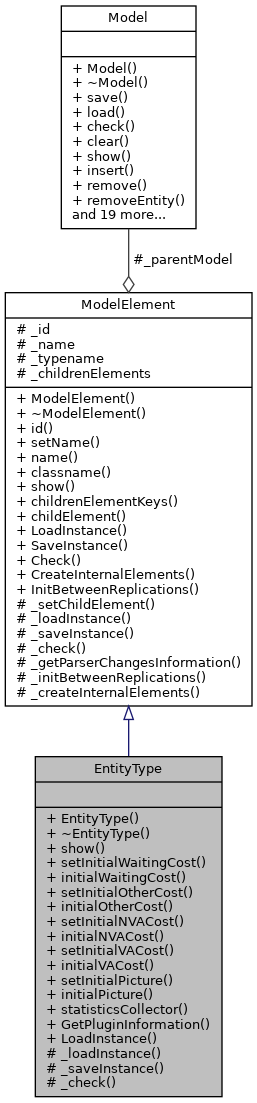 Model
+ Model()
+ ~Model()
+ save()
+ load()
+ check()
+ clear()
+ show()
+ insert()
+ remove()
+ removeEntity()
and 19 more...
#_parentModel
ModelElement
# _id
# _name
# _typename
# _childrenElements
+ ModelElement()
+ ~ModelElement()
+ id()
+ setName()
+ name()
+ classname()
+ show()
+ childrenElementKeys()
+ childElement()
+ LoadInstance()
+ SaveInstance()
+ Check()
+ CreateInternalElements()
+ InitBetweenReplications()
# _setChildElement()
# _loadInstance()
# _saveInstance()
# _check()
# _getParserChangesInformation()
# _initBetweenReplications()
# _createInternalElements()
EntityType
+ EntityType()
+ ~EntityType()
+ show()
+ setInitialWaitingCost()
+ initialWaitingCost()
+ setInitialOtherCost()
+ initialOtherCost()
+ setInitialNVACost()
+ initialNVACost()
+ setInitialVACost()
+ initialVACost()
+ setInitialPicture()
+ initialPicture()
+ statisticsCollector()
+ GetPluginInformation()
+ LoadInstance()
# _loadInstance()
# _saveInstance()
# _check()